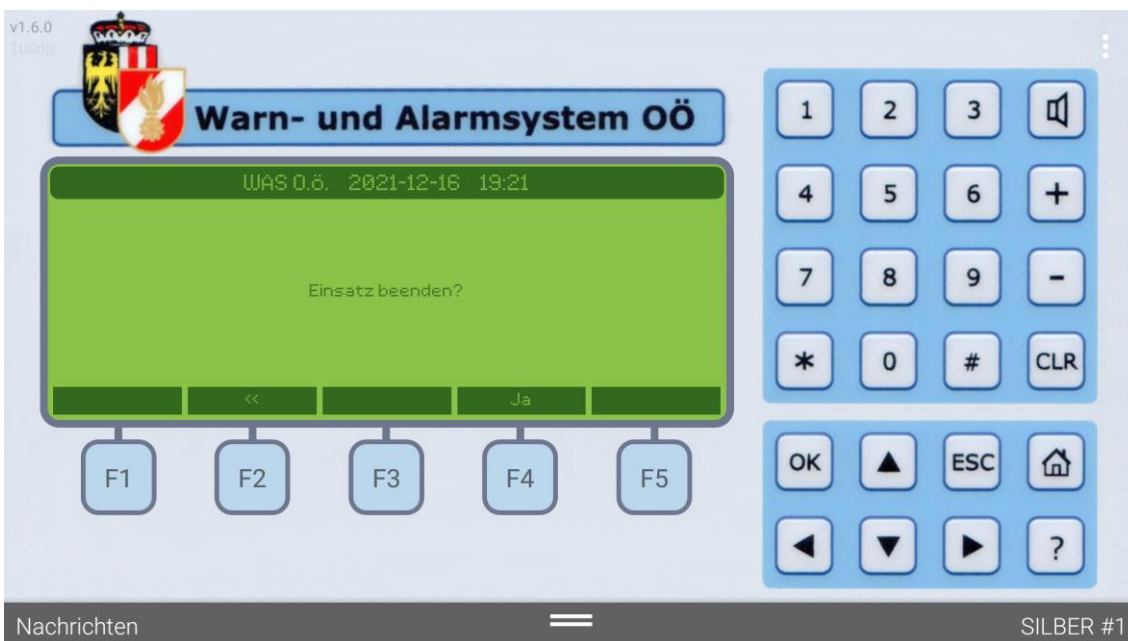 v1.6.0
100dp
Warn- und Alarmsystem OÖ
WAS O.ö. 2021-12-16 19:21
Einsatz beenden?
<< Ja
F1 F2 F3 F4 F5
1 2 3
4 5 6 +
7 8 9 -
* 0 # CLR
OK ▲ ESC
◀ ▼ ▶ ?
Nachrichten SILBER #1